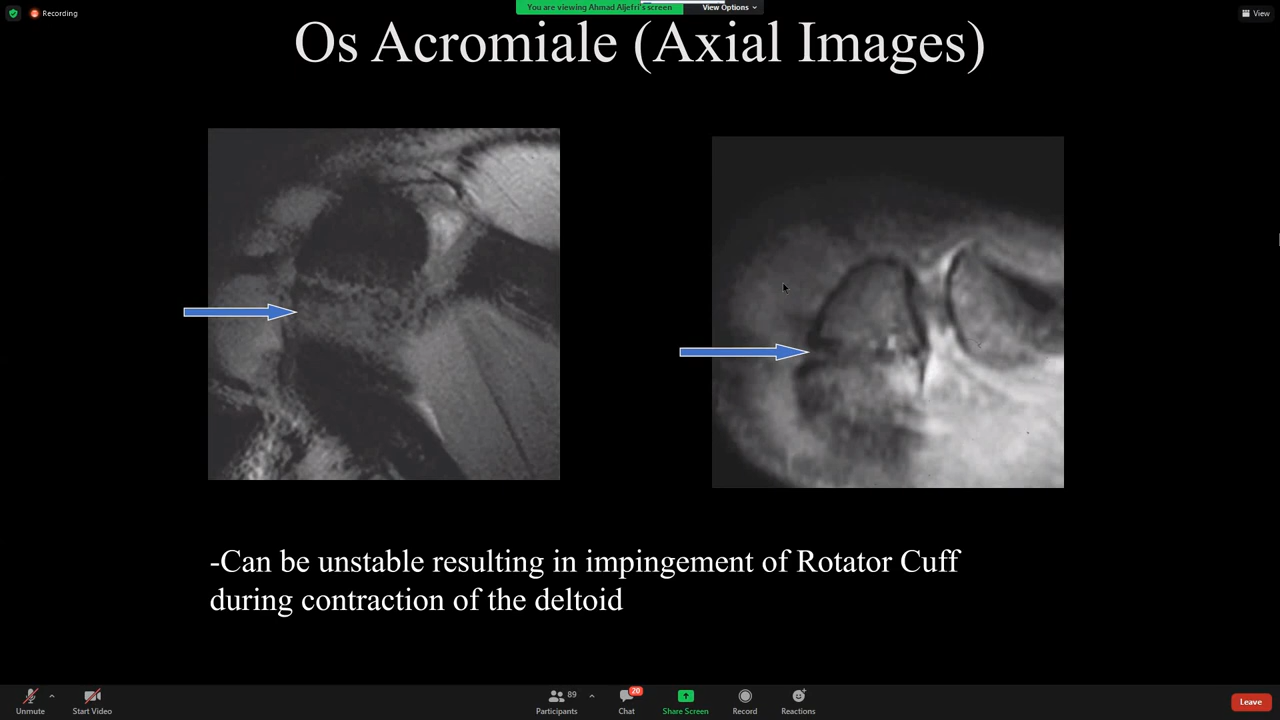 You are viewing Ahmad Aljefri's screen
View Options
Recording
View
Os Acromiale (Axial Images)
-Can be unstable resulting in impingement of Rotator Cuff
during contraction of the deltoid
Unmute
Start Video
Participants
89
Chat
20
Share Screen
Record
Reactions
Leave